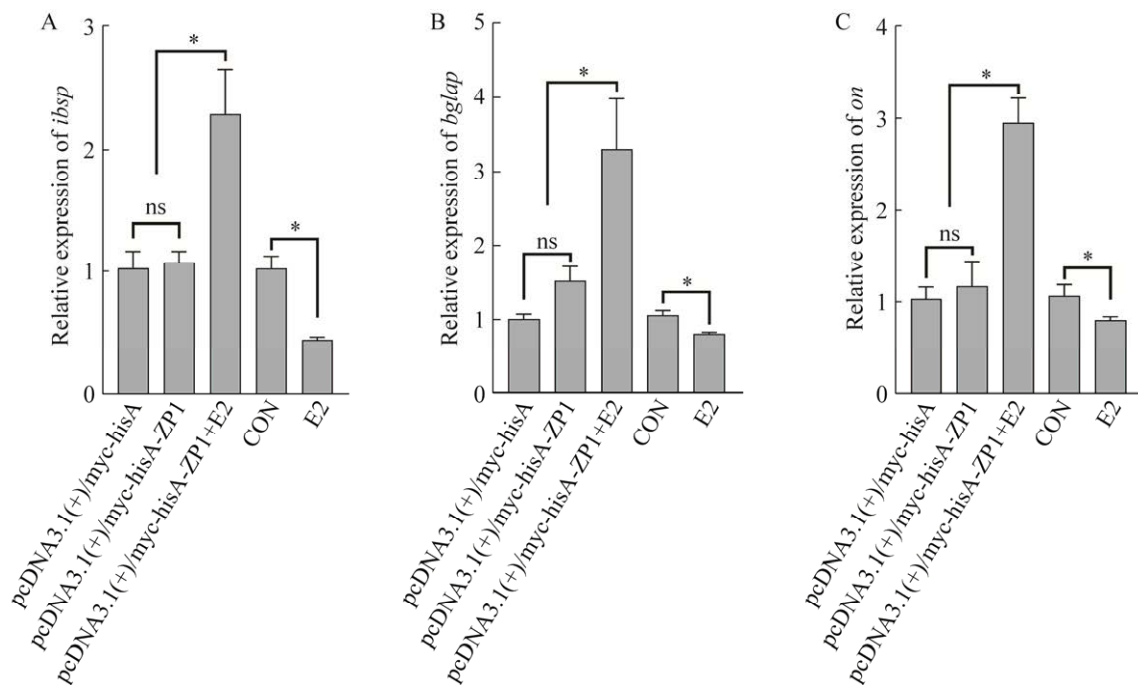 A
Relative expression of ibsp
3
2
1
0
*
ns
*
pcDNA3.1(+)/myc-hisA
pcDNA3.1(+)/myc-hisA-ZP1
pcDNA3.1(+)/myc-hisA-ZP1+E2
CON
E2
B
Relative expression of bglap
5
4
3
2
1
0
*
ns
*
pcDNA3.1(+)/myc-hisA
pcDNA3.1(+)/myc-hisA-ZP1
pcDNA3.1(+)/myc-hisA-ZP1+E2
CON
E2
C
Relative expression of on
4
3
2
1
0
*
ns
*
pcDNA3.1(+)/myc-hisA
pcDNA3.1(+)/myc-hisA-ZP1
pcDNA3.1(+)/myc-hisA-ZP1+E2
CON
E2